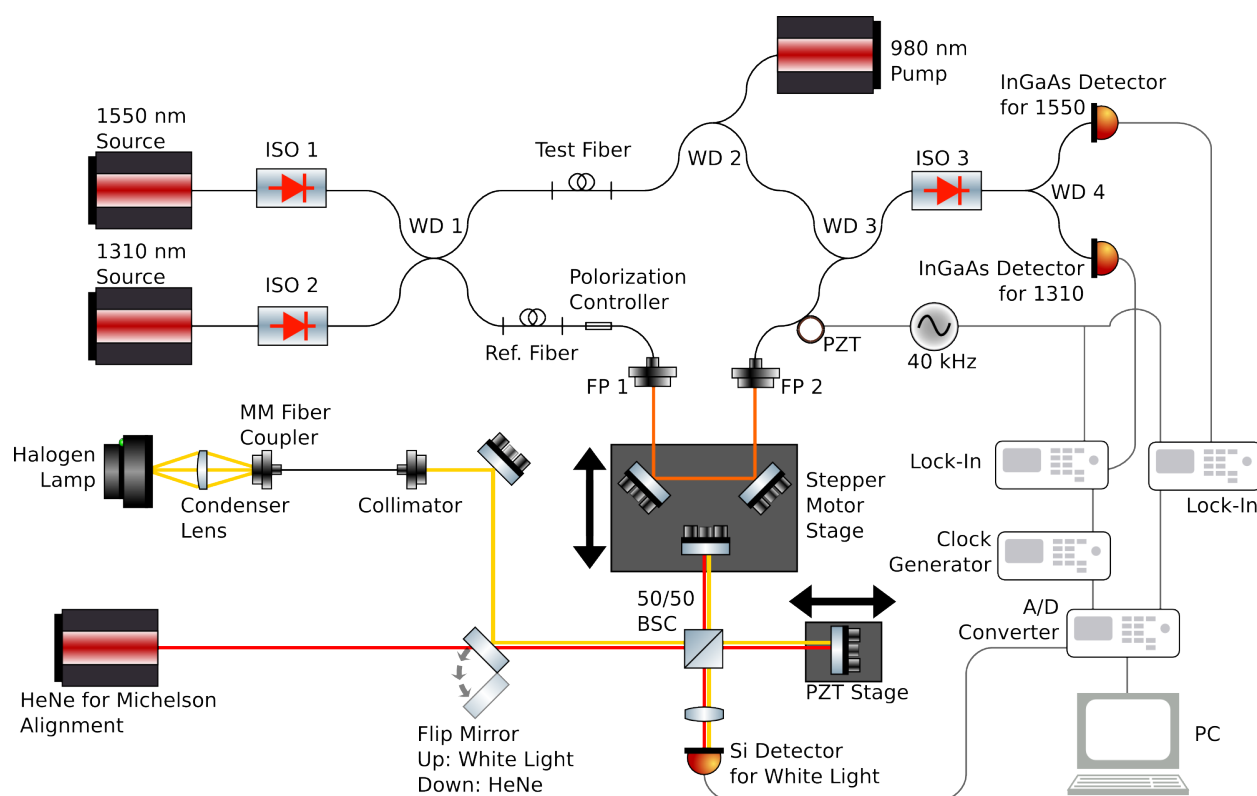 980 nm
Pump
InGaAs Detector
for 1550
1550 nm
Source
ISO 1
Test Fiber
WD 2
ISO 3
WD 4
WD 1
WD 3
1310 nm
Source
ISO 2
Polorization
Controller
InGaAs Detector
for 1310
Ref. Fiber
PZT
40 kHz
FP 1
FP 2
MM Fiber
Coupler
Halogen
Lamp
Condenser
Lens
Collimator
Stepper
Motor
Stage
Lock-In
Lock-In
Clock
Generator
50/50
BSC
A/D
Converter
HeNe for Michelson
Alignment
PZT Stage
Flip Mirror
Up: White Light
Down: HeNe
Si Detector
for White Light
PC